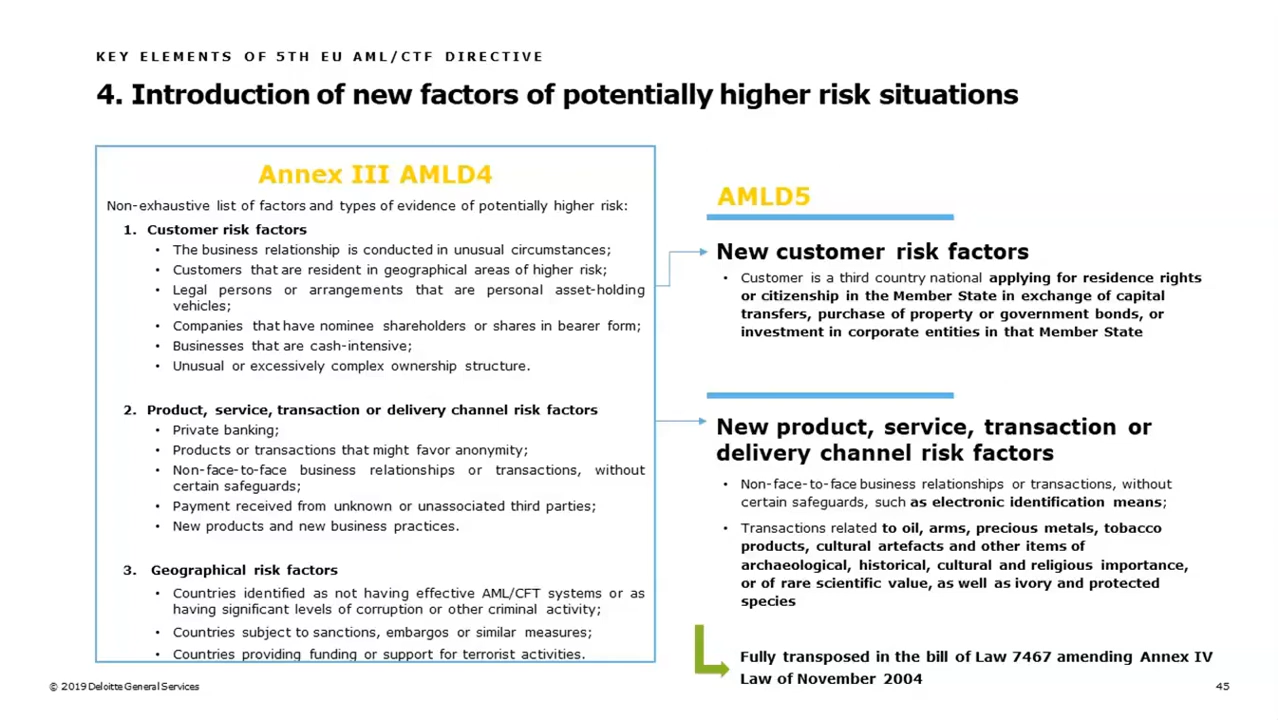 KEY ELEMENTS OF 5TH EU AML/CTF DIRECTIVE
4. Introduction of new factors of potentially higher risk situations
Annex III AMLD4
Non-exhaustive list of factors and types of evidence of potentially higher risk:
1. Customer risk factors
• The business relationship is conducted in unusual circumstances;
• Customers that are resident in geographical areas of higher risk;
• Legal persons or arrangements that are personal asset-holding
vehicles;
• Companies that have nominee shareholders or shares in bearer form;
• Businesses that are cash-intensive;
• Unusual or excessively complex ownership structure.
2. Product, service, transaction or delivery channel risk factors
• Private banking;
• Products or transactions that might favor anonymity;
• Non-face-to-face business relationships or transactions, without
certain safeguards;
• Payment received from unknown or unassociated third parties;
• New products and new business practices.
3. Geographical risk factors
• Countries identified as not having effective AML/CFT systems or as
having significant levels of corruption or other criminal activity;
• Countries subject to sanctions, embargos or similar measures;
• Countries providing funding or support for terrorist activities.
AMLD5
New customer risk factors
• Customer is a third country national applying for residence rights
or citizenship in the Member State in exchange of capital
transfers, purchase of property or government bonds, or
investment in corporate entities in that Member State
New product, service, transaction or
delivery channel risk factors
• Non-face-to-face business relationships or transactions, without
certain safeguards, such as electronic identification means;
• Transactions related to oil, arms, precious metals, tobacco
products, cultural artefacts and other items of
archaeological, historical, cultural and religious importance,
or of rare scientific value, as well as ivory and protected
species
Fully transposed in the bill of Law 7467 amending Annex IV
Law of November 2004
© 2019 Deloitte General Services
45